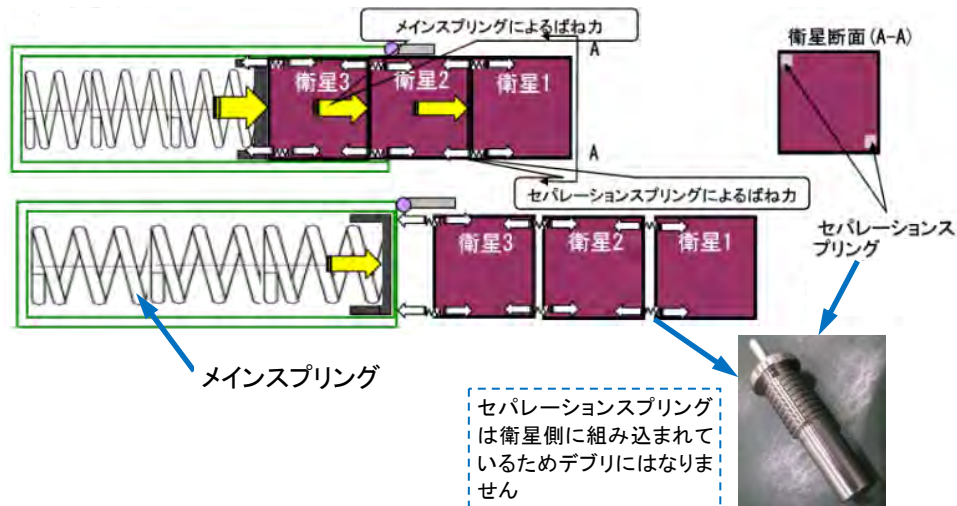 メインスプリングによるばね力
A
衛星断面(A-A)
衛星3
衛星2
衛星1
A
セパレーションスプリングによるばね力
セパレーションス
プリング
衛星3
衛星2
衛星1
メインスプリング
セパレーションスプリング
は衛星側に組み込まれて
いるためデブリにはなりま
せん